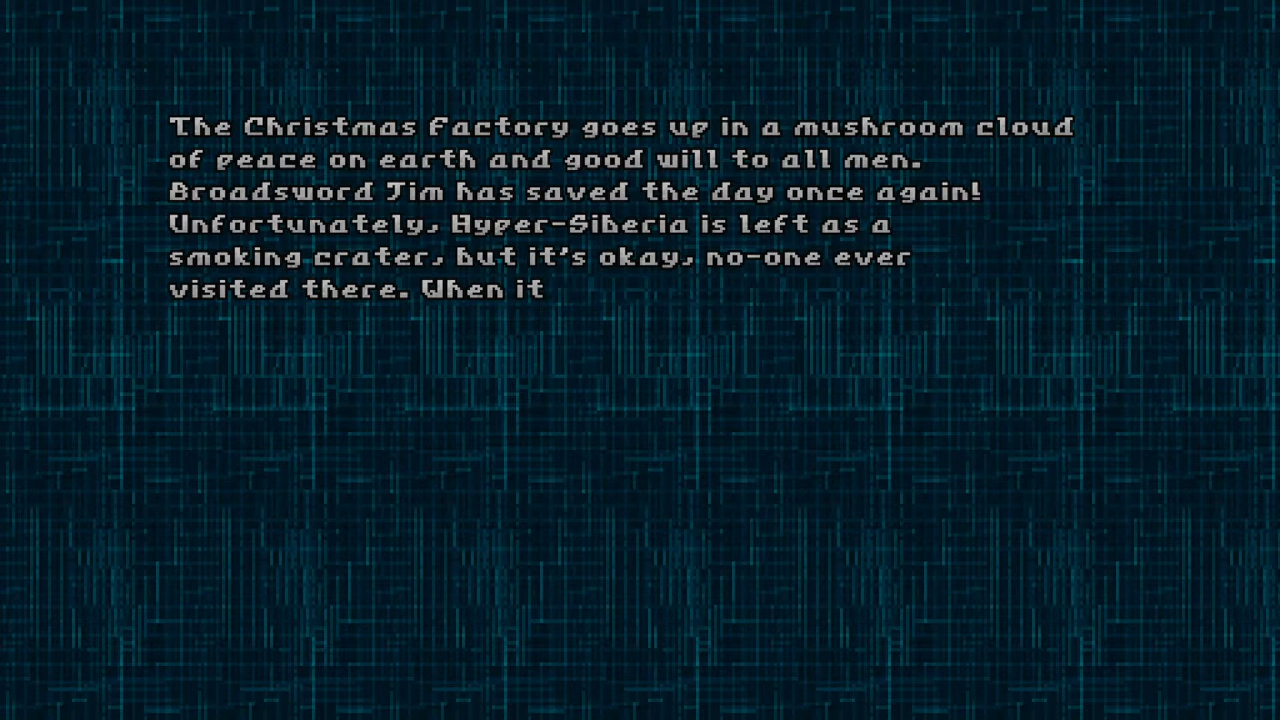 The Christmas Factory goes up in a mushroom cloud
of peace on earth and good will to all men.
Broadsword Jim has saved the day once again!
Unfortunately, Hyper-Siberia is left as a
smoking crater, but it's okay, no-one ever
visited there. When it